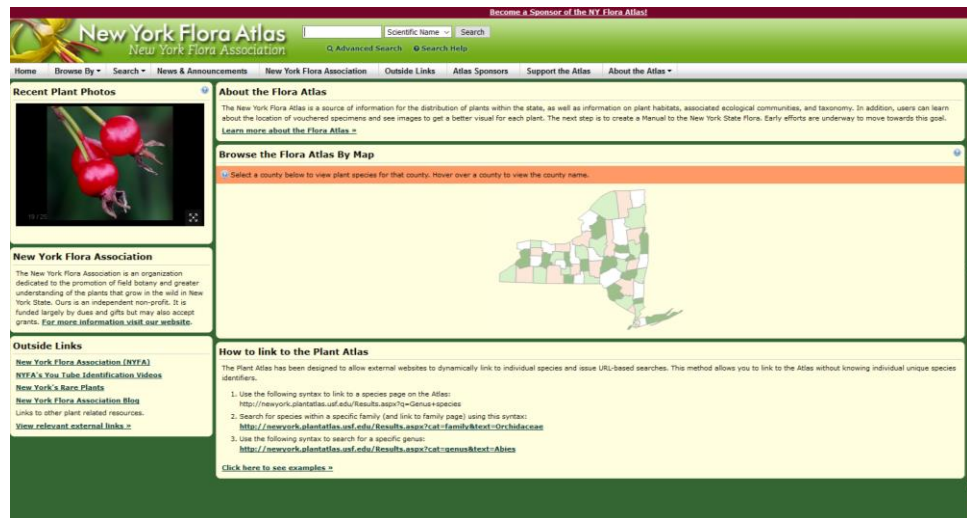 Become a Sponsor of the NY Flora Atlas!
New York Flora Atlas
New York Flora Association
Scientific Name
Search
Advanced Search
Search Help
Home Browse By Search News & Announcements New York Flora Association Outside Links Atlas Sponsors Support the Atlas About the Atlas
Recent Plant Photos
19 / 25
New York Flora Association
The New York Flora Association is an organization
dedicated to the promotion of field botany and greater
understanding of the plants that grow in the wild in New
York State. Ours is an independent non-profit. It is
funded largely by dues and gifts but may also accept
grants. For more information visit our website.
Outside Links
New York Flora Association (NYFA)
NYFA's You Tube Identification Videos
New York's Rare Plants
New York Flora Association Blog
Links to other plant related resources.
View relevant external links »
About the Flora Atlas
The New York Flora Atlas is a source of information for the distribution of plants within the state, as well as information on plant habitats, associated ecological communities, and taxonomy. In addition, users can learn
about the location of vouchered specimens and see images to get a better visual for each plant. The next step is to create a Manual to the New York State Flora. Early efforts are underway to move towards this goal.
Learn more about the Flora Atlas »
Browse the Flora Atlas By Map
Select a county below to view plant species for that county. Hover over a county to view the county name.
How to link to the Plant Atlas
The Plant Atlas has been designed to allow external websites to dynamically link to individual species and issue URL-based searches. This method allows you to link to the Atlas without knowing individual unique species
identifiers.
1. Use the following syntax to link to a species page on the Atlas:
http://newyork.plantatlas.usf.edu/Results.aspx?q=Genus+species
2. Search for species within a specific family (and link to family page) using this syntax:
http://newyork.plantatlas.usf.edu/Results.aspx?cat=family&text=Orchidaceae
3. Use the following syntax to search for a specific genus:
http://newyork.plantatlas.usf.edu/Results.aspx?cat=genus&text=Abies
Click here to see examples »